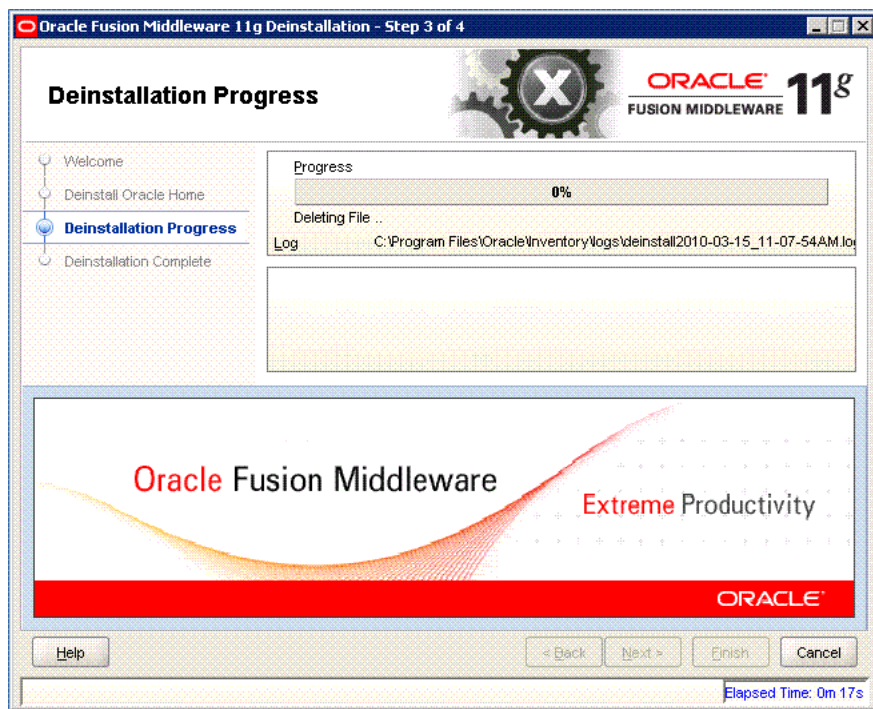 Oracle Fusion Middleware 11g Deinstallation - Step 3 of 4
Deinstallation Progress
ORACLE
FUSION MIDDLEWARE
11g
Welcome
Deinstall Oracle Home
Deinstallation Progress
Deinstallation Complete
Progress
0%
Deleting File ..
Log C:\Program Files\Oracle\Inventory\logs\deinstall2010-03-15_11-07-54AM.lo
Oracle Fusion Middleware
Extreme Productivity
ORACLE
Help
< Back
Next >
Finish
Cancel
Elapsed Time: 0m 17s